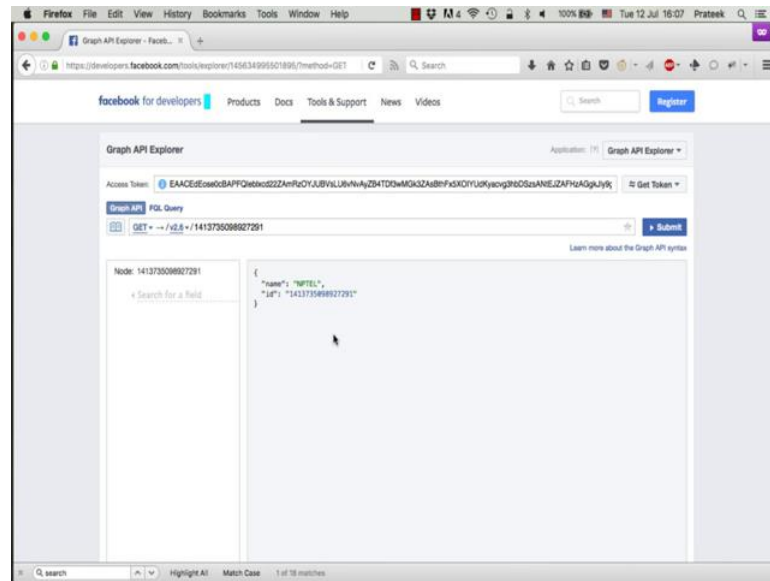 Firefox File Edit View History Bookmarks Tools Window Help 100% Tue 12 Jul 16:07 Prateek
Graph API Explorer - Faceb...
https://developers.facebook.com/tools/explorer/145634995501895/?method=GET Search
facebook for developers Products Docs Tools & Support News Videos Search Register
Graph API Explorer Application: [?] Graph API Explorer
Access Token: Get Token
Graph API FQL Query
GET → /v2.6 /1413735098927291 Submit
Learn more about the Graph API syntax
Node: 1413735098927291
Search for a field
{
"name": "NPTEL",
"id": "1413735098927291"
}
search Highlight All Match Case 1 of 18 matches